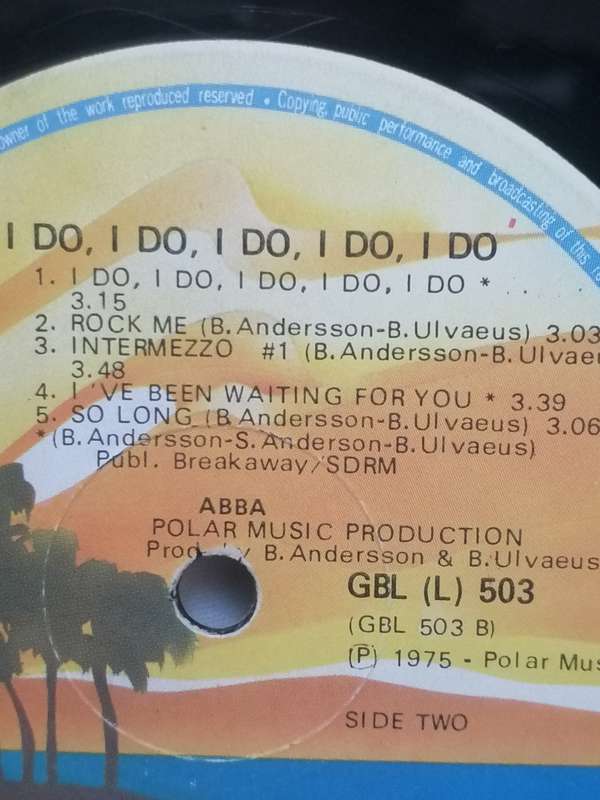 owner of the work reproduced reserved • Copying, public performance and broadcasting of this
I DO, I DO, I DO, I DO, I DO
1. I DO, I DO, I DO, I DO, I DO *
3.15
2. ROCK ME (B.Andersson-B.Ulvaeus) 3.03
3. INTERMEZZO #1 (B.Andersson-B.Ulvaeu
3.48
4. I'VE BEEN WAITING FOR YOU * 3.39
5. SO LONG (B.Andersson-B.Ulvaeus) 3.06
*(B.Andersson-S.Anderson-B.Ulvaeus)
Publ. Breakaway/SDRM
ABBA
POLAR MUSIC PRODUCTION
Prod. by B.Andersson & B.Ulvaeus
GBL (L) 503
(GBL 503 B)
(P) 1975 - Polar Mus
SIDE TWO